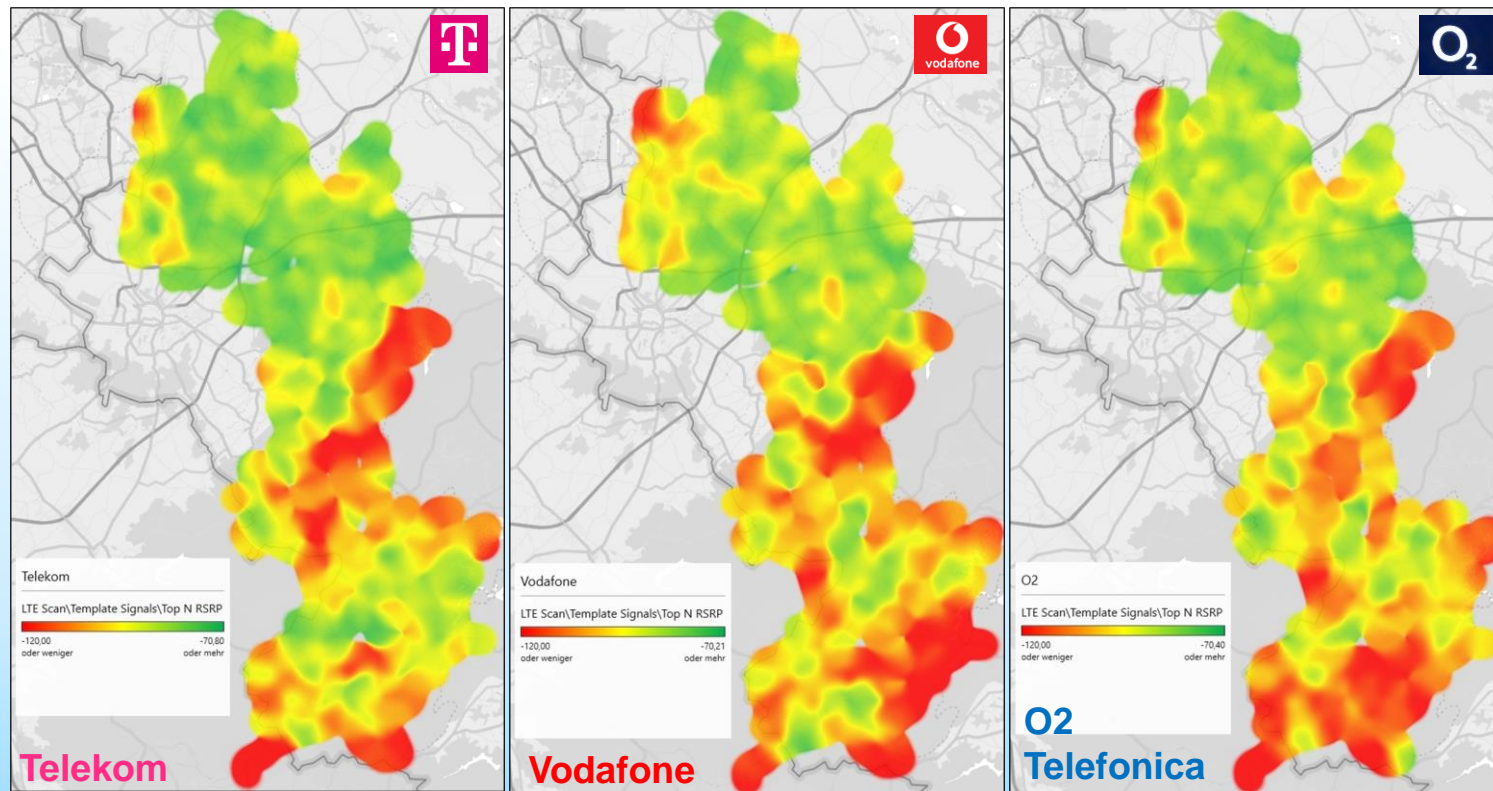 T
Telekom
LTE Scan\Template Signals\Top N RSRP
-120,00 -70,80
oder weniger oder mehr
Telekom
vodafone
Vodafone
LTE Scan\Template Signals\Top N RSRP
-120,00 -70,21
oder weniger oder mehr
Vodafone
O2
O2
LTE Scan\Template Signals\Top N RSRP
-120,00 -70,40
oder weniger oder mehr
O2
Telefonica